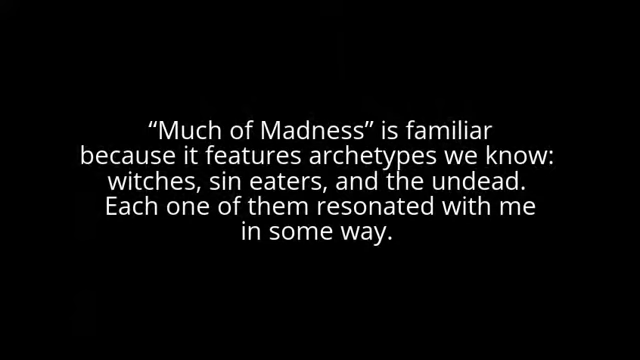 “Much of Madness” is familiar
because it features archetypes we know:
witches, sin eaters, and the undead.
Each one of them resonated with me
in some way.